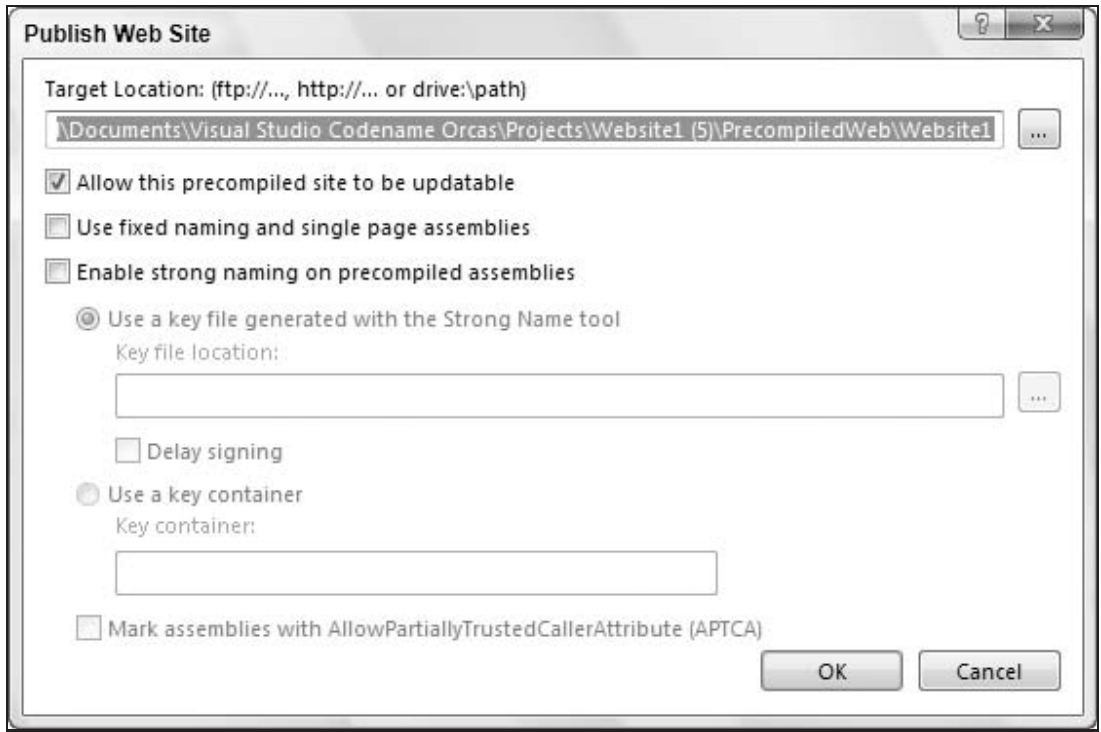 Publish Web Site
Target Location: (ftp://..., http://... or drive:\path)
\Documents\Visual Studio Codename Orcas\Projects\Website1 (5)\PrecompiledWeb\Website1
...
Allow this precompiled site to be updatable
Use fixed naming and single page assemblies
Enable strong naming on precompiled assemblies
Use a key file generated with the Strong Name tool
Key file location:
...
Delay signing
Use a key container
Key container:
Mark assemblies with AllowPartiallyTrustedCallerAttribute (APTCA)
OK Cancel